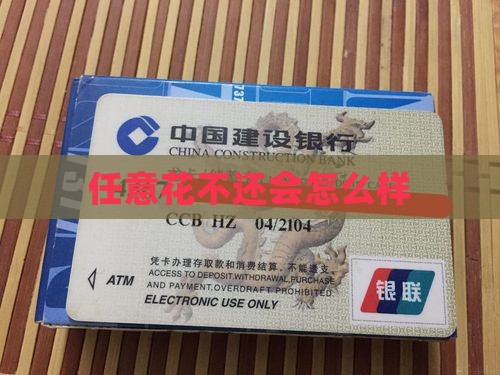 中国建设银行
CHINA CONSTRUCTION BANK
任意花不还会怎么样
CCB HZ 04/2104
凭卡办理存取款和消费结算，不能透支
ACCESS TO DEPOSIT.WITHDRAWAL.PURCHASE
AND PAYMENT.OVERDRAFT PROHIBITED.
ATM
ELECTRONIC USE ONLY
银联